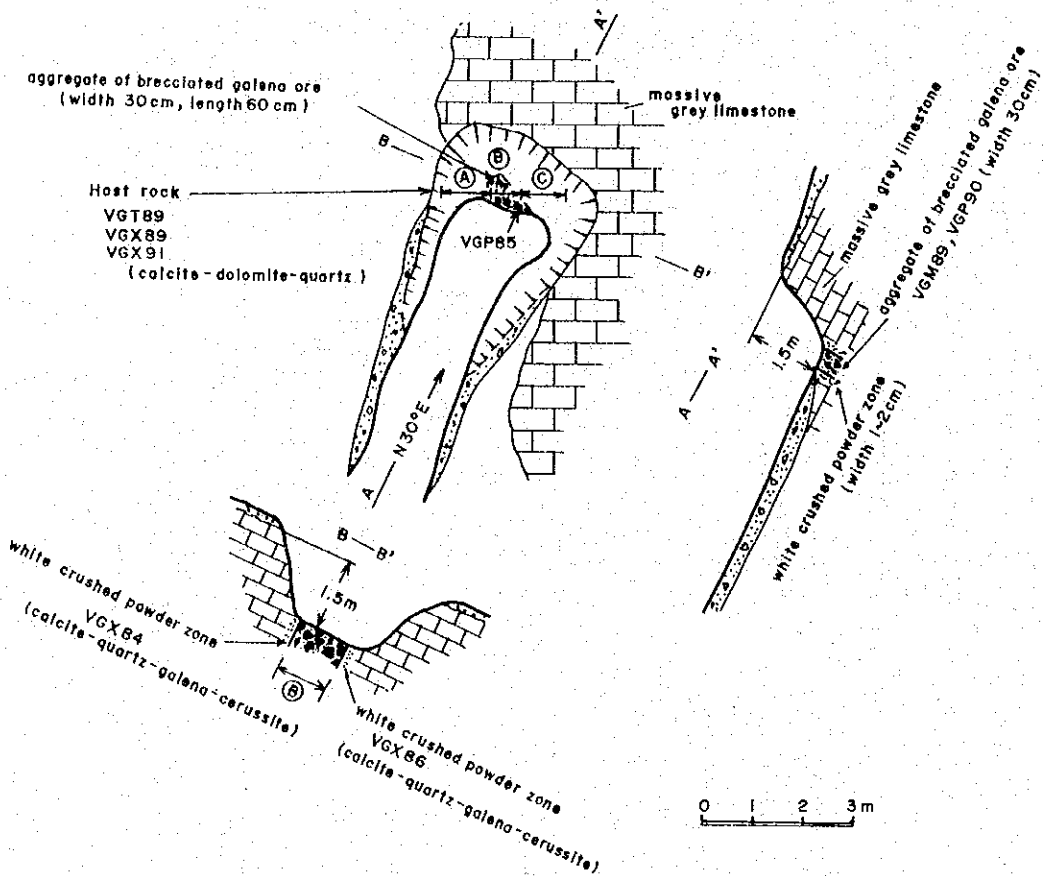 A'
aggregate of brecciated galena ore
(width 30cm, length 60cm)
massive
grey limestone
B
B
A
C
Host rock
VGT89
VGX89
VGX91
(calcite-dolomite-quartz)
VGP85
B'
A N30°E
massive grey limestone
aggregate of brecciated galena ore
VGM89, VGP90 (width 30cm)
A A'
1.5m
white crushed powder zone
(width 1~2cm)
B B'
1.5m
white crushed powder zone
VGX84
(calcite-quartz-galena-cerussite)
B
white crushed powder zone
VGX86
(calcite-quartz-galena-cerussite)
0 1 2 3m